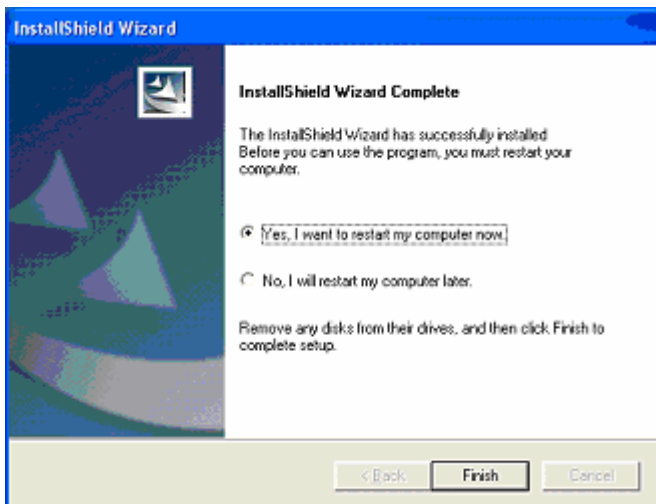 InstallShield Wizard
InstallShield Wizard Complete
The InstallShield Wizard has successfully installed
Before you can use the program, you must restart your
computer.
Yes, I want to restart my computer now.
No, I will restart my computer later.
Remove any disks from their drives, and then click Finish to
complete setup.
< Back Finish Cancel